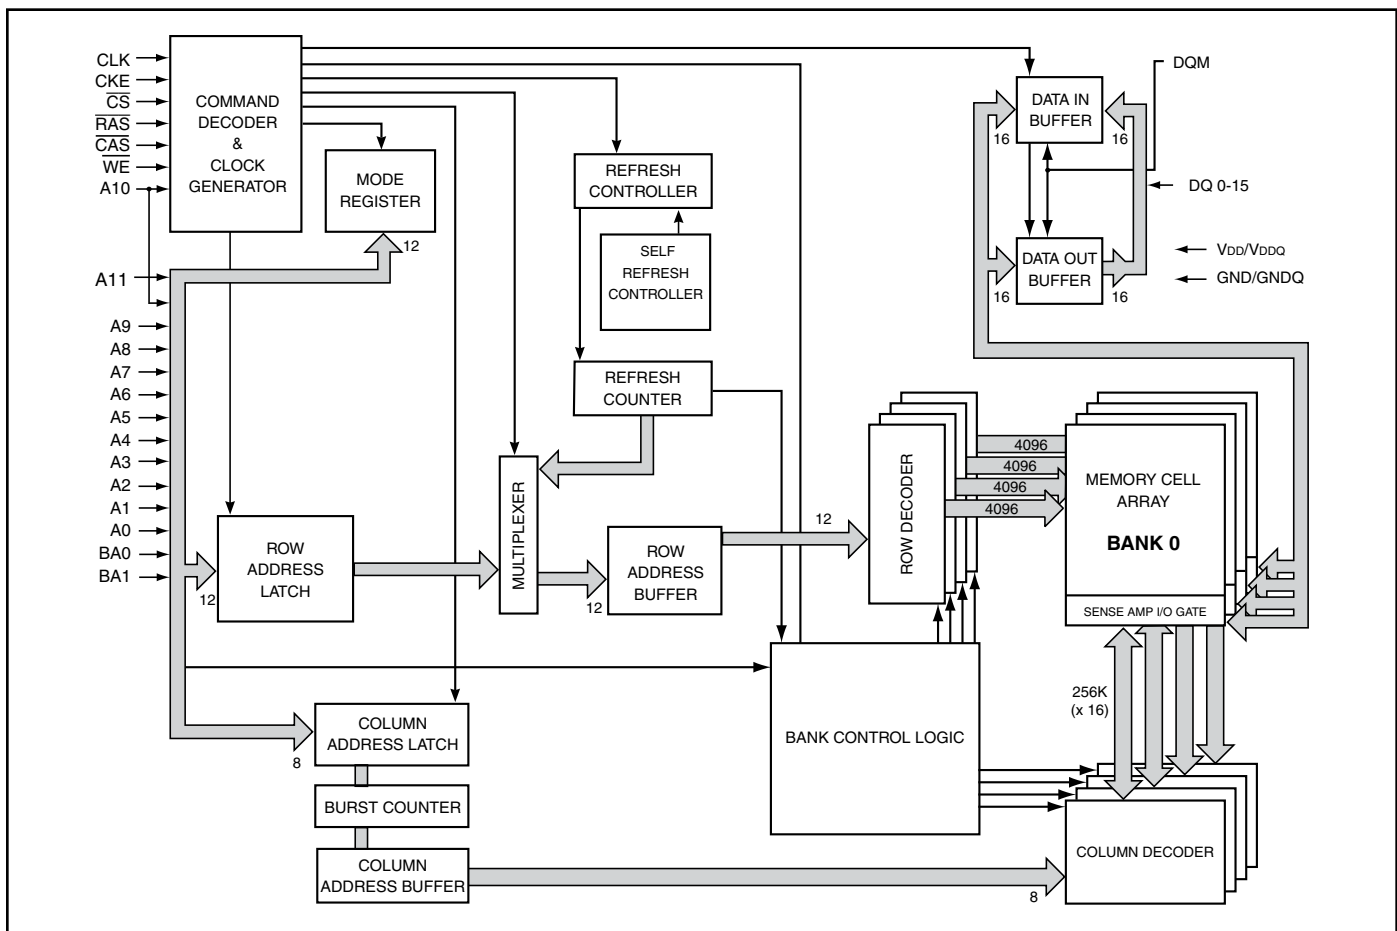 CLK
CKE
CS
RAS
CAS
WE
A10
A11
A9
A8
A7
A6
A5
A4
A3
A2
A1
A0
BA0
BA1
COMMAND
DECODER
&
CLOCK
GENERATOR
MODE
REGISTER
12
REFRESH
CONTROLLER
SELF
REFRESH
CONTROLLER
REFRESH
COUNTER
MULTIPLEXER
ROW
ADDRESS
LATCH
12
ROW
ADDRESS
BUFFER
12
12
COLUMN
ADDRESS LATCH
8
BURST COUNTER
COLUMN
ADDRESS BUFFER
8
DATA IN
BUFFER
16
16
DQM
DQ 0-15
DATA OUT
BUFFER
16
16
VDD/VDDQ
GND/GNDQ
ROW DECODER
4096
4096
4096
4096
MEMORY CELL
ARRAY
BANK 0
SENSE AMP I/O GATE
256K
(x 16)
BANK CONTROL LOGIC
COLUMN DECODER